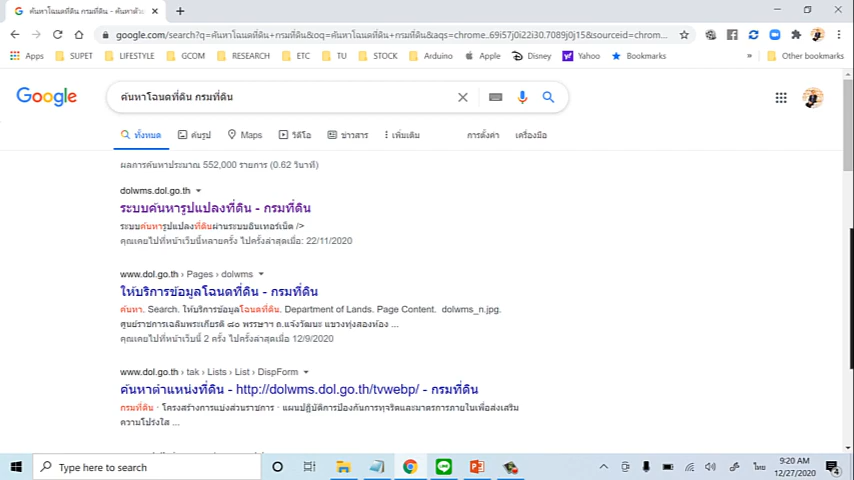 ค้นหาโฉนดที่ดิน กรมที่ดิน - ค้นหาด้วย
google.com/search?q=ค้นหาโฉนดที่ดิน+กรมที่ดิน&oq=ค้นหาโฉนดที่ดิน+กรมที่ดิน&aqs=chrome..69i57j0i22i30.7089j0j15&sourceid=chrom...
Apps SUPET LIFESTYLE GCOM RESEARCH ETC TU STOCK Arduino Apple Disney Yahoo Bookmarks » Other bookmarks
Google ค้นหาโฉนดที่ดิน กรมที่ดิน
ทั้งหมด ค้นรูป Maps วิดีโอ ข่าวสาร เพิ่มเติม การตั้งค่า เครื่องมือ
ผลการค้นหาประมาณ 552,000 รายการ (0.62 วินาที)
dolwms.dol.go.th
ระบบค้นหารูปแปลงที่ดิน - กรมที่ดิน
ระบบค้นหารูปแปลงที่ดินผ่านระบบอินเทอร์เน็ต />
คุณเคยไปที่หน้าเว็บนี้หลายครั้ง ไปครั้งล่าสุดเมื่อ: 22/11/2020
www.dol.go.th › Pages › dolwms
ให้บริการข้อมูลโฉนดที่ดิน - กรมที่ดิน
ค้นหา. Search. ให้บริการข้อมูลโฉนดที่ดิน. Department of Lands. Page Content. dolwms_n.jpg.
ศูนย์ราชการเฉลิมพระเกียรติ ๘๐ พรรษาฯ ถ.แจ้งวัฒนะ แขวงทุ่งสองห้อง ...
คุณเคยไปที่หน้าเว็บนี้ 2 ครั้ง ไปครั้งล่าสุดเมื่อ 12/9/2020
www.dol.go.th › tak › Lists › List › DispForm
ค้นหาตำแหน่งที่ดิน - http://dolwms.dol.go.th/tvwebp/ - กรมที่ดิน
กรมที่ดิน · โครงสร้างการแบ่งส่วนราชการ · แผนปฏิบัติการป้องกันการทุจริตและมาตรการภายในเพื่อส่งเสริม
ความโปร่งใส ...
Type here to search
ไทย
9:20 AM
12/27/2020
4